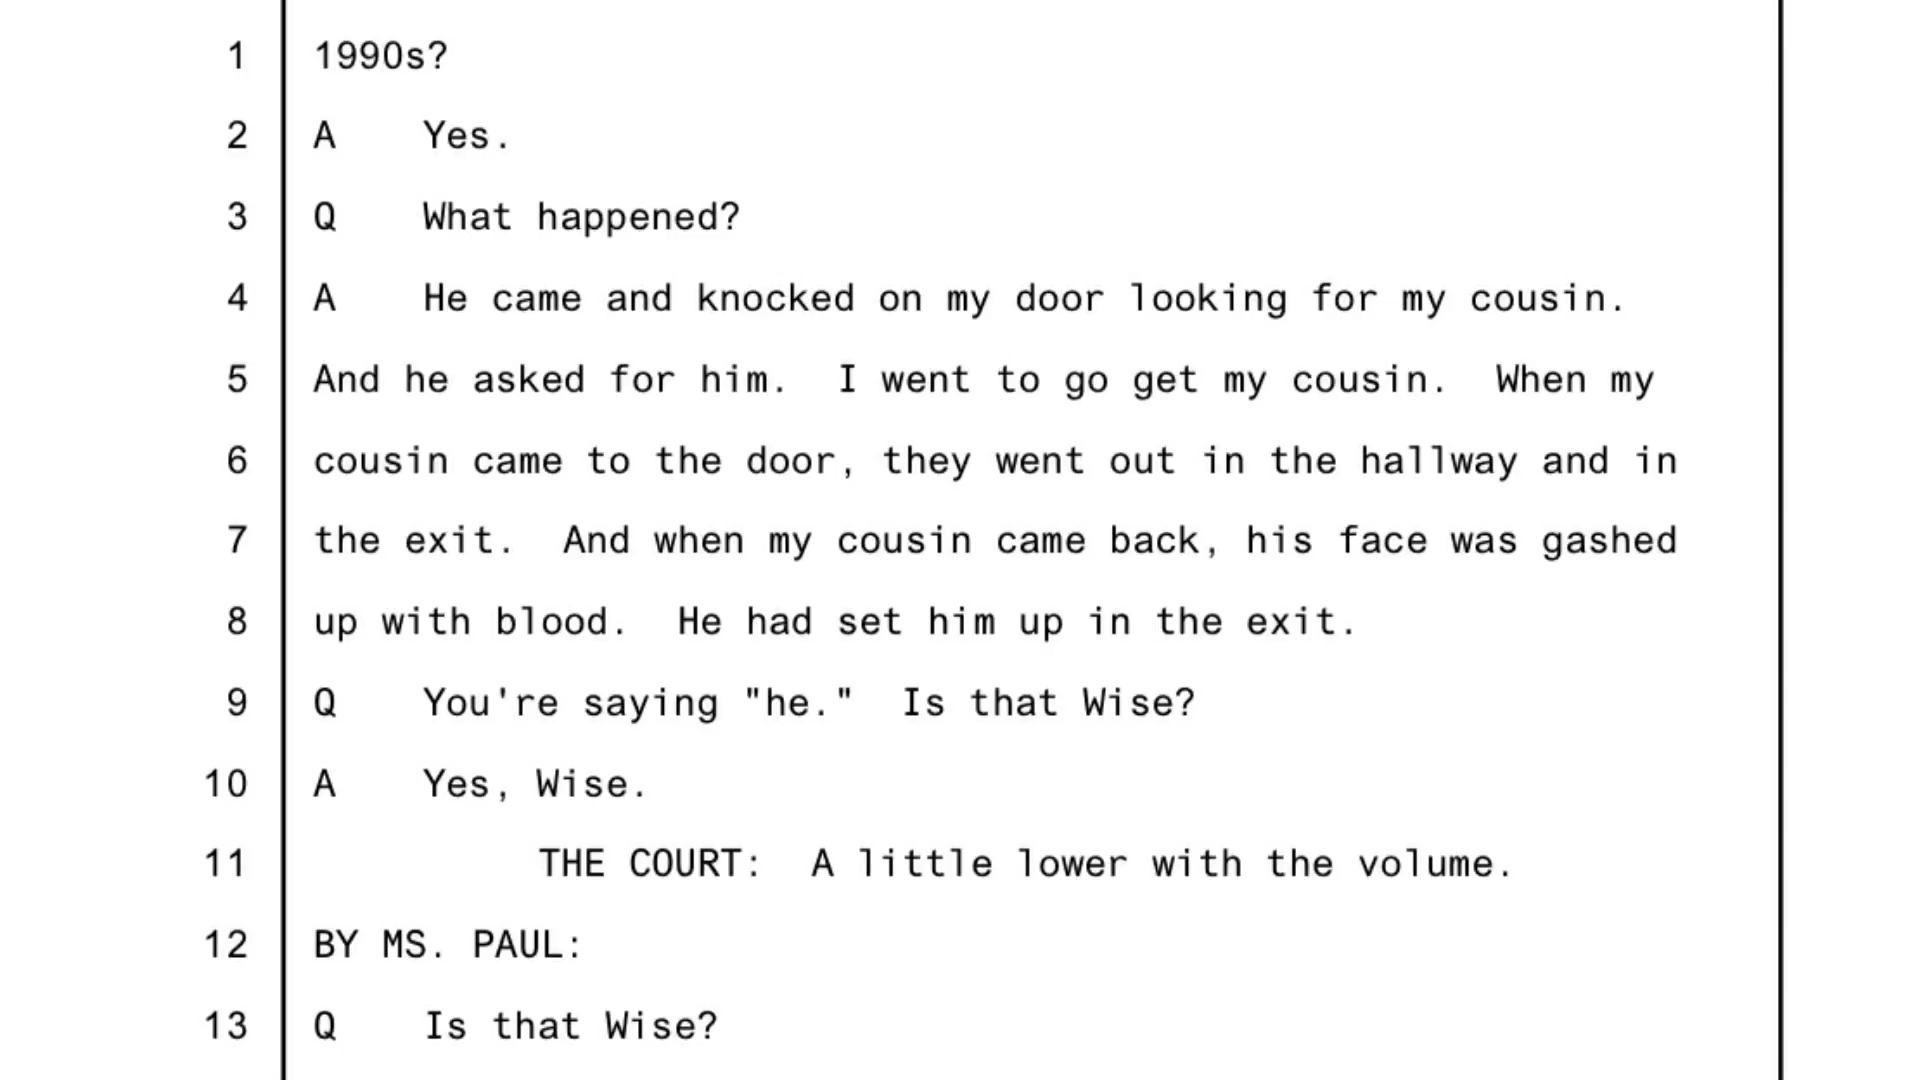 1 1990s?
2 A Yes.
3 Q What happened?
4 A He came and knocked on my door looking for my cousin.
5 And he asked for him. I went to go get my cousin. When my
6 cousin came to the door, they went out in the hallway and in
7 the exit. And when my cousin came back, his face was gashed
8 up with blood. He had set him up in the exit.
9 Q You're saying "he." Is that Wise?
10 A Yes, Wise.
11 THE COURT: A little lower with the volume.
12 BY MS. PAUL:
13 Q Is that Wise?